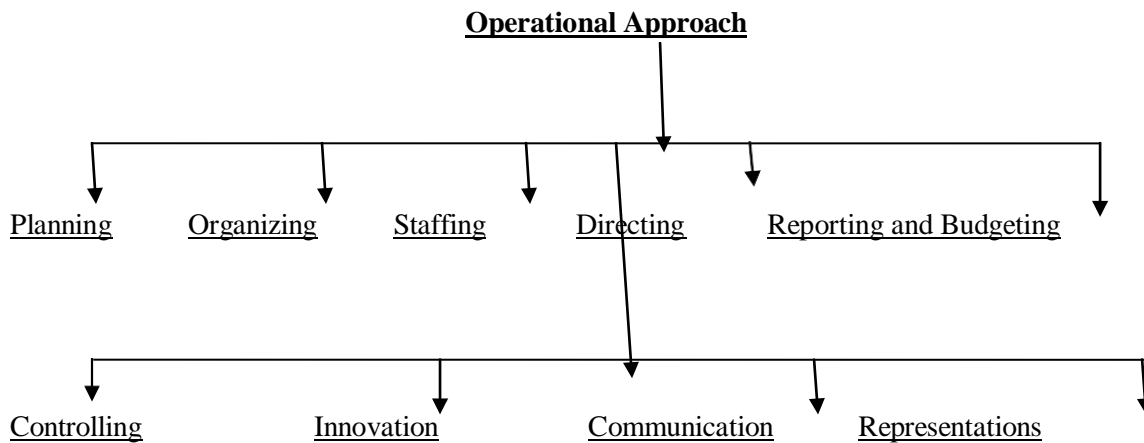 Operational Approach
Planning Organizing Staffing Directing Reporting and Budgeting
Controlling Innovation Communication Representations